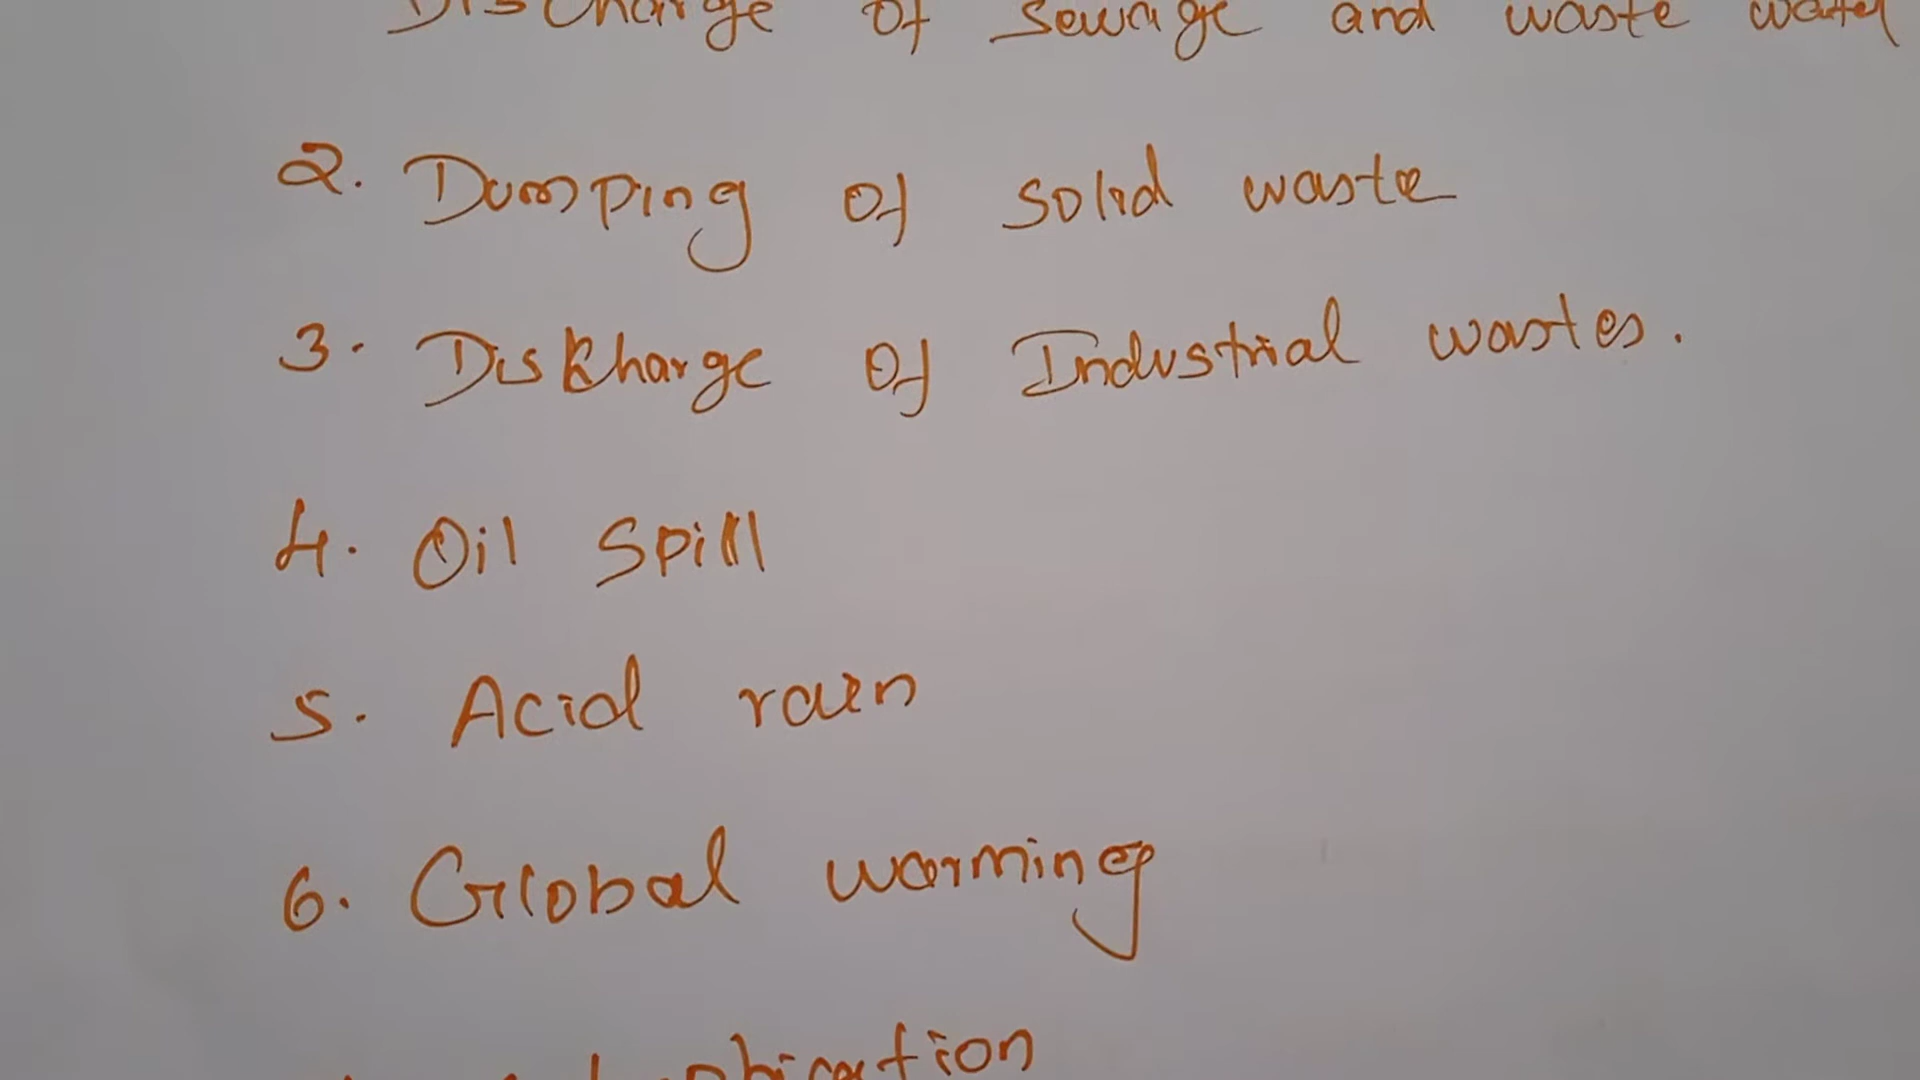 Discharge of sewage and waste water
2. Dumping of solid waste
3. Discharge of Industrial wastes.
4. Oil spill
5. Acid rain
6. Global warming